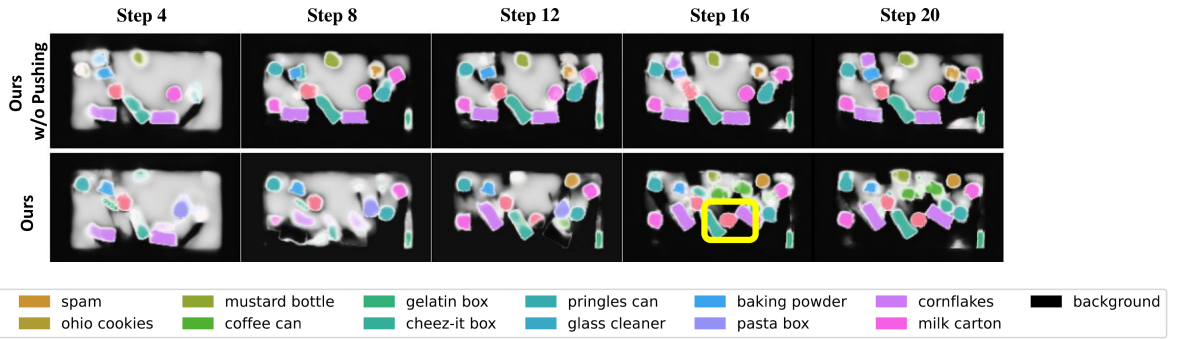 Step 4 Step 8 Step 12 Step 16 Step 20
Ours
w/o Pushing
Ours
spam mustard bottle gelatin box pringles can baking powder cornflakes background
ohio cookies coffee can cheez-it box glass cleaner pasta box milk carton